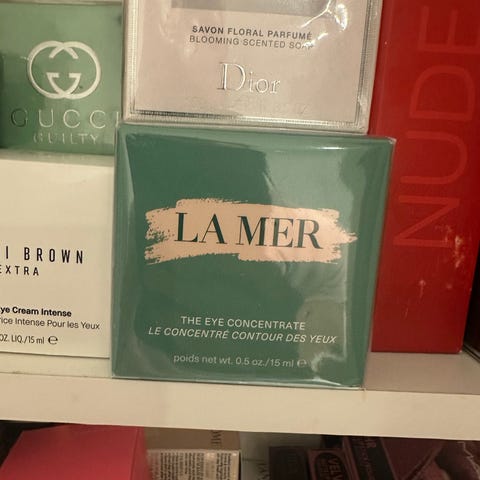 SAVON FLORAL PARFUMÉ
BLOOMING SCENTED SOAP
Dior
GUCCI
GUILTY
NUDE
LA MER
THE EYE CONCENTRATE
LE CONCENTRÉ CONTOUR DES YEUX
poids net wt. 0.5 oz./15 ml e
I BROWN
EXTRA
Eye Cream Intense
rice Intense Pour les Yeux
OZ. LIQ./15 ml e